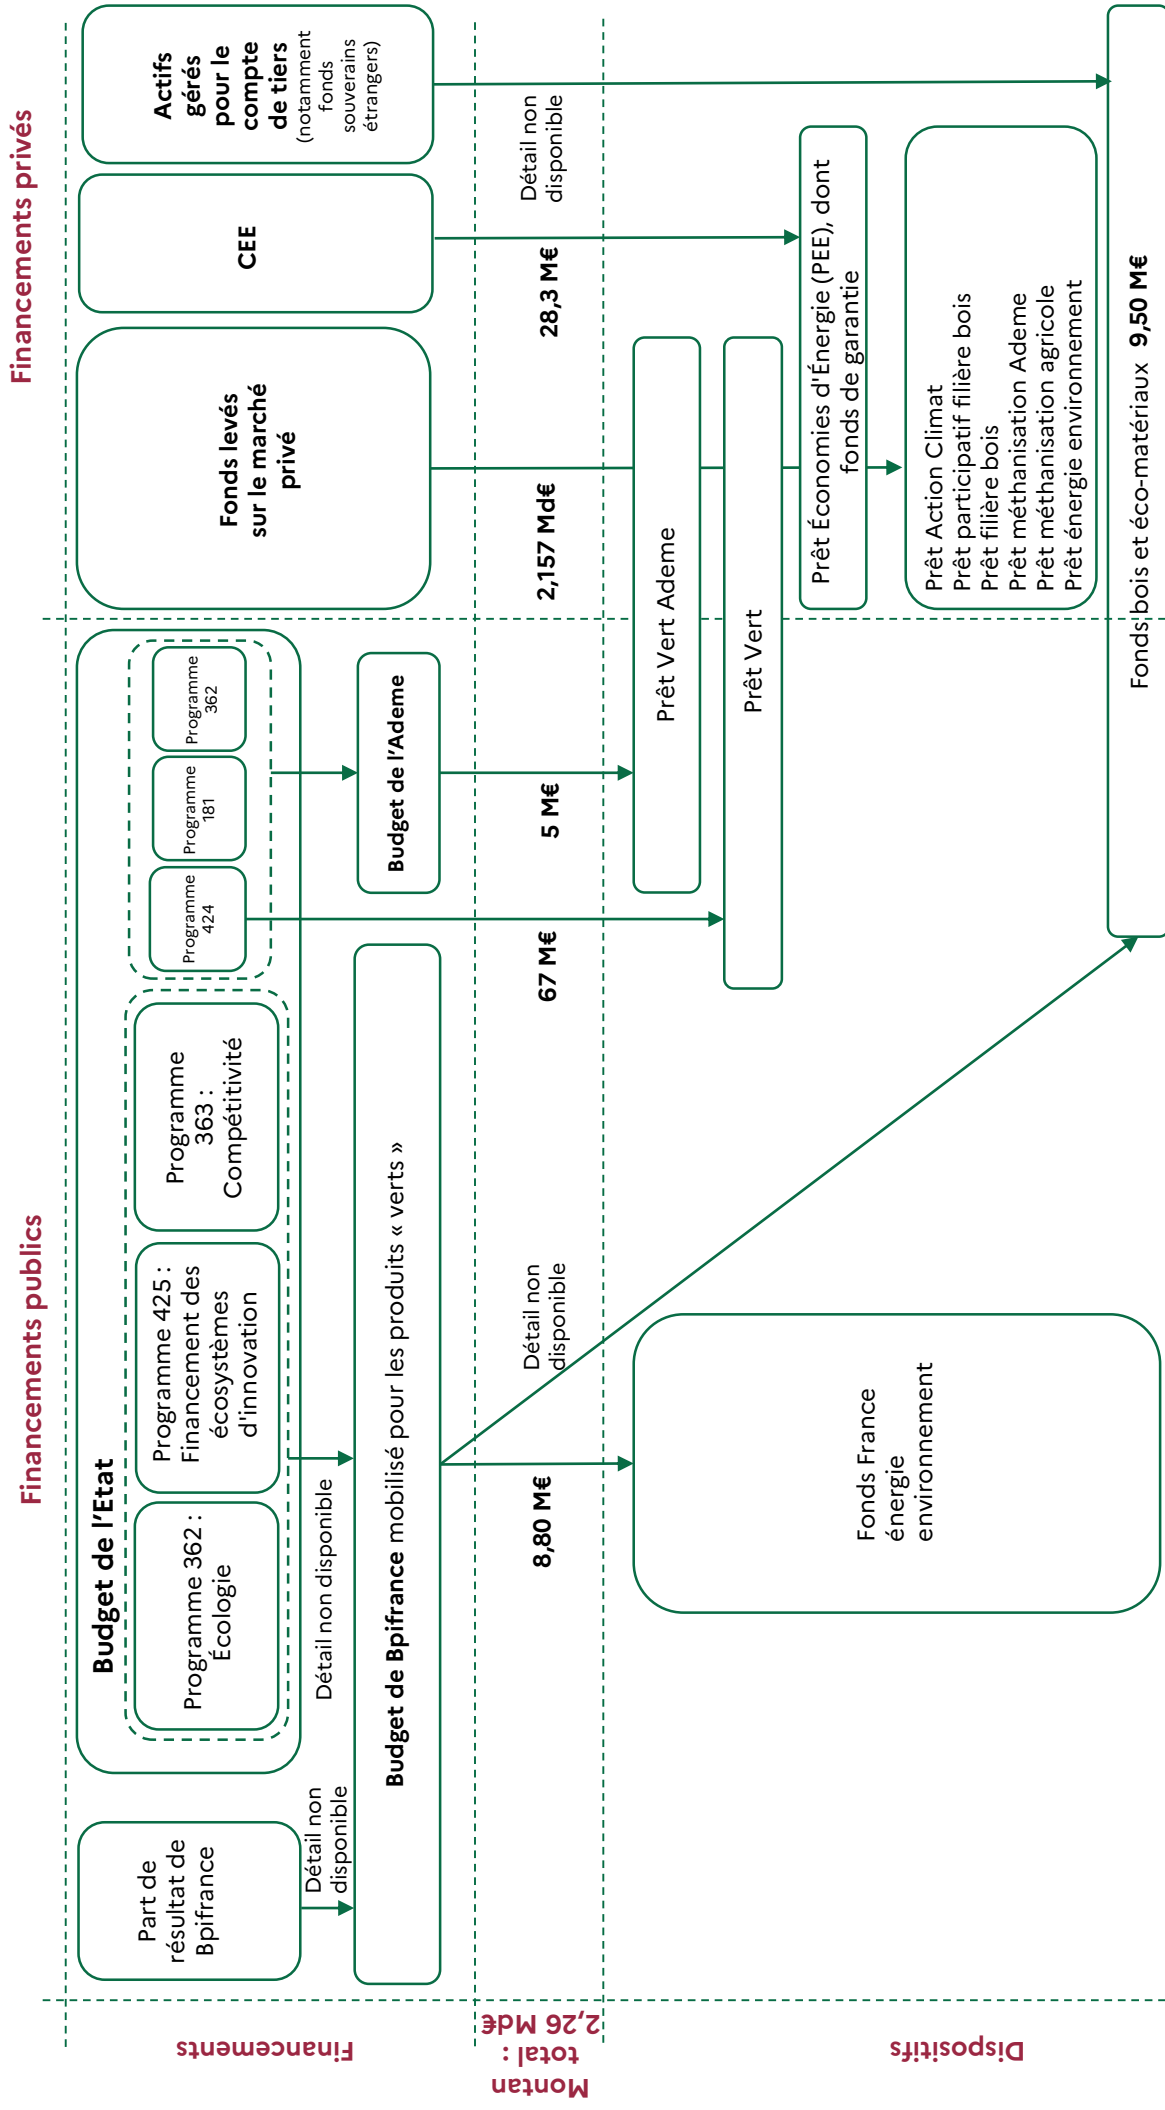 Financements publics
Financements privés
Financements
Montan
total :
2,26 Md€
Dispositifs
Part de
résultat de
Bpifrance
Budget de l'Etat
Programme 362 :
Écologie
Programme 425 :
Financement des
écosystèmes
d'innovation
Programme
363 :
Compétitivité
Programme
424
Programme
181
Programme
362
Fonds levés
sur le marché
privé
CEE
Actifs
gérés
pour le
compte
de tiers
(notamment
fonds
souverains
étrangers)
Détail non
disponible
Détail non disponible
Budget de Bpifrance mobilisé pour les produits « verts »
Budget de l'Ademe
8,80 M€
Détail non
disponible
67 M€
5 M€
2,157 Md€
28,3 M€
Détail non
disponible
Fonds France
énergie
environnement
Prêt Vert Ademe
Prêt Vert
Prêt Économies d'Énergie (PEE), dont
fonds de garantie
Prêt Action Climat
Prêt participatif filière bois
Prêt filière bois
Prêt méthanisation Ademe
Prêt méthanisation agricole
Prêt énergie environnement
Fonds bois et éco-matériaux 9,50 M€